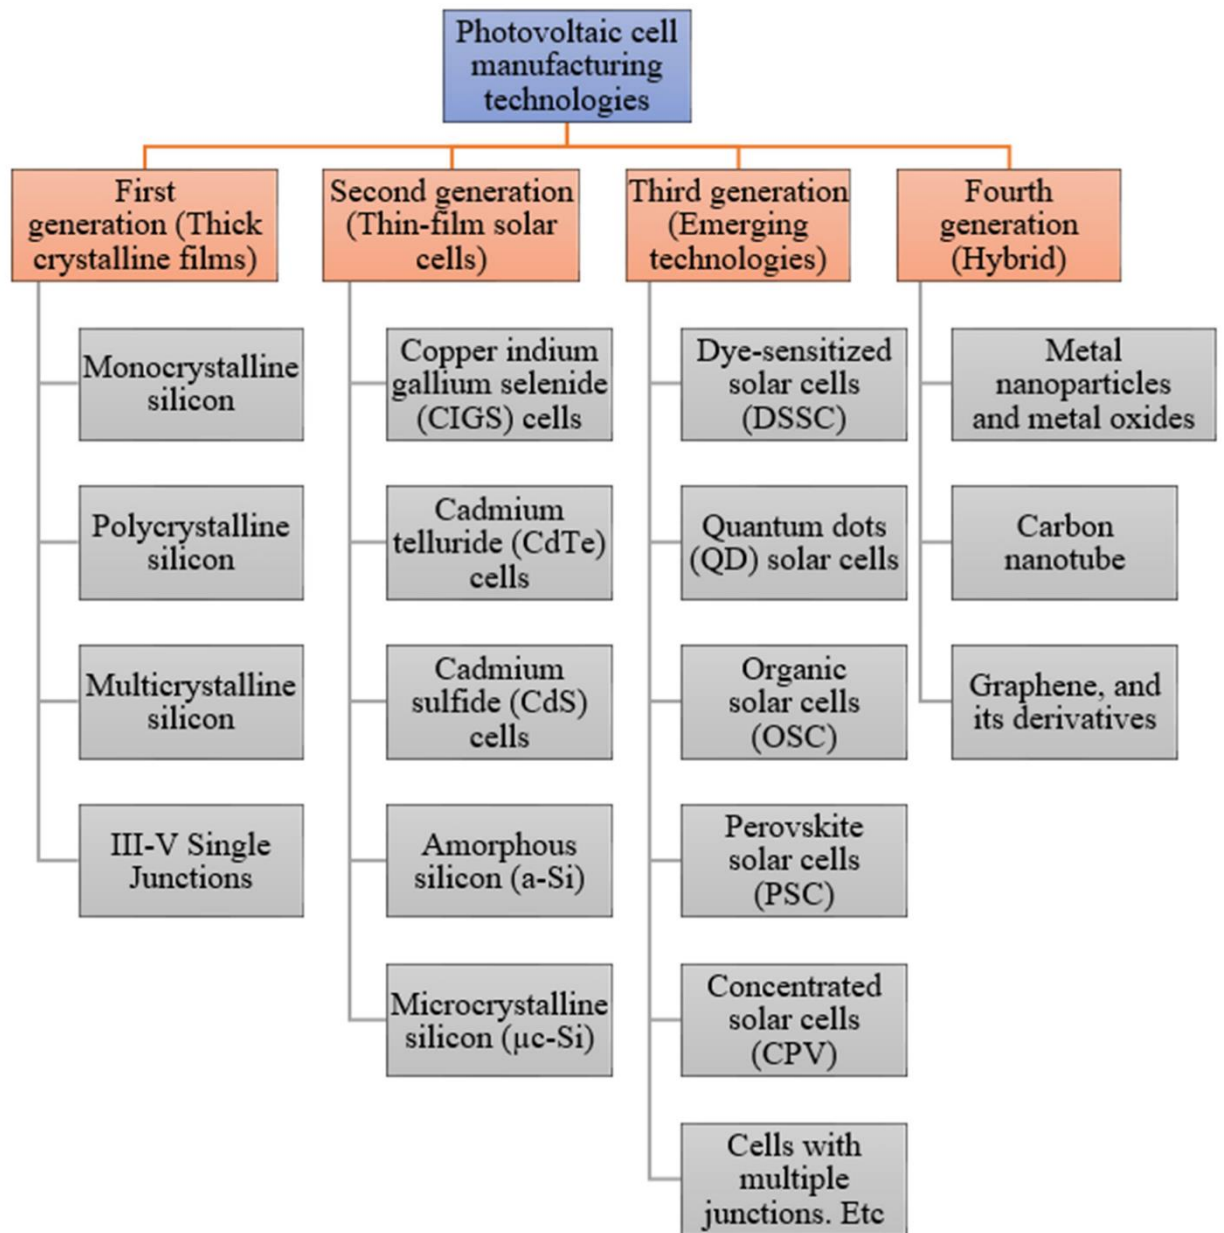 Photovoltaic cell
manufacturing
technologies
First
generation (Thick
crystalline films)
Second generation
(Thin-film solar
cells)
Third generation
(Emerging
technologies)
Fourth
generation
(Hybrid)
Monocrystalline
silicon
Polycrystalline
silicon
Multicrystalline
silicon
III-V Single
Junctions
Copper indium
gallium selenide
(CIGS) cells
Cadmium
telluride (CdTe)
cells
Cadmium
sulfide (CdS)
cells
Amorphous
silicon (a-Si)
Microcrystalline
silicon (µc-Si)
Dye-sensitized
solar cells
(DSSC)
Quantum dots
(QD) solar cells
Organic
solar cells
(OSC)
Perovskite
solar cells
(PSC)
Concentrated
solar cells
(CPV)
Cells with
multiple
junctions. Etc
Metal
nanoparticles
and metal oxides
Carbon
nanotube
Graphene, and
its derivatives